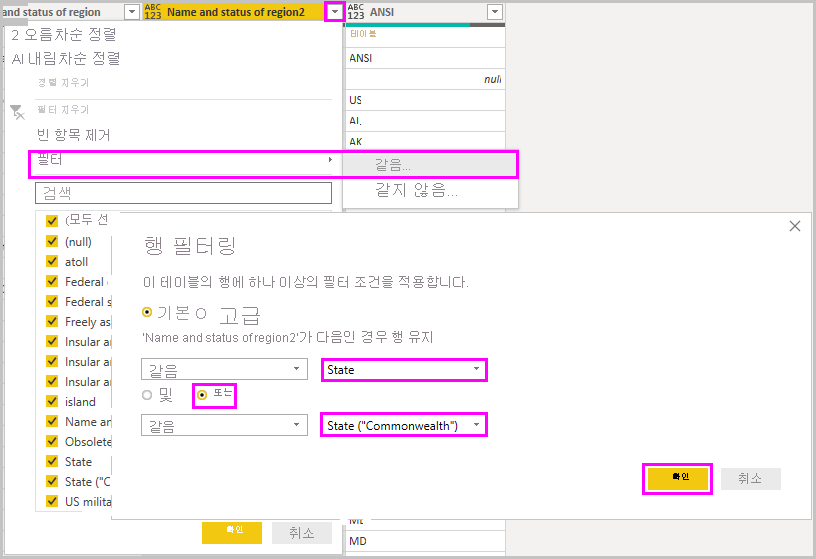 nd status of region
ABC 123 Name and status of region2
ABC 123 ANSI
2 오름차순 정렬
AI 내림차순 정렬
정렬 지우기
필터 지우기
빈 항목 제거
필터
같음...
같지 않음...
검색
테이블
ANSI
null
US
AL
AK
(모두 선
(null)
atoll
Federal
Federal s
Freely as
Insular ar
Insular ar
Insular ar
island
Name an
Obsolete
State
State ("C
US milita
확인
취소
행 필터링
이 테이블의 행에 하나 이상의 필터 조건을 적용합니다.
기본 O 고급
'Name and status of region2'가 다음인 경우 행 유지
같음
State
및
또는
같음
State ("Commonwealth")
확인
취소
MD